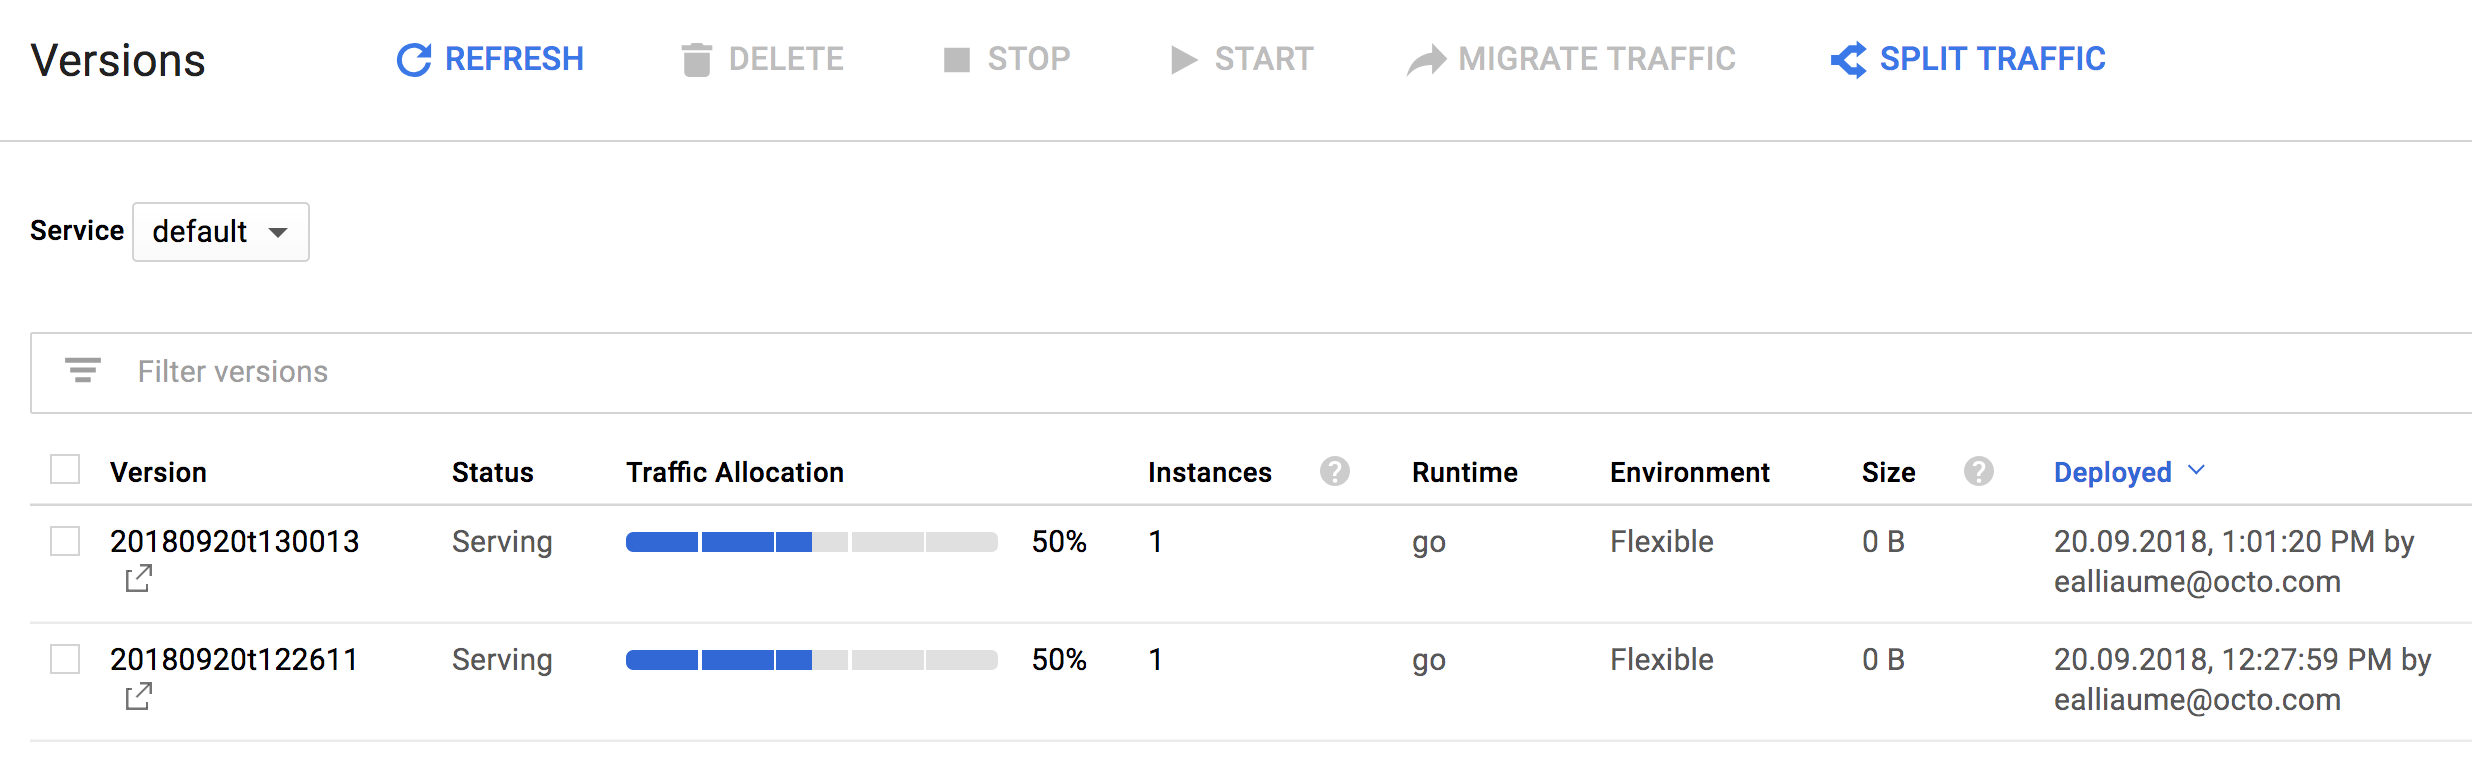 Versions REFRESH DELETE STOP START MIGRATE TRAFFIC SPLIT TRAFFIC
Service default
Filter versions
Version Status Traffic Allocation Instances ? Runtime Environment Size ? Deployed
20180920t130013 Serving 50% 1 go Flexible 0 B 20.09.2018, 1:01:20 PM by
ealliaume@octo.com
20180920t122611 Serving 50% 1 go Flexible 0 B 20.09.2018, 12:27:59 PM by
ealliaume@octo.com